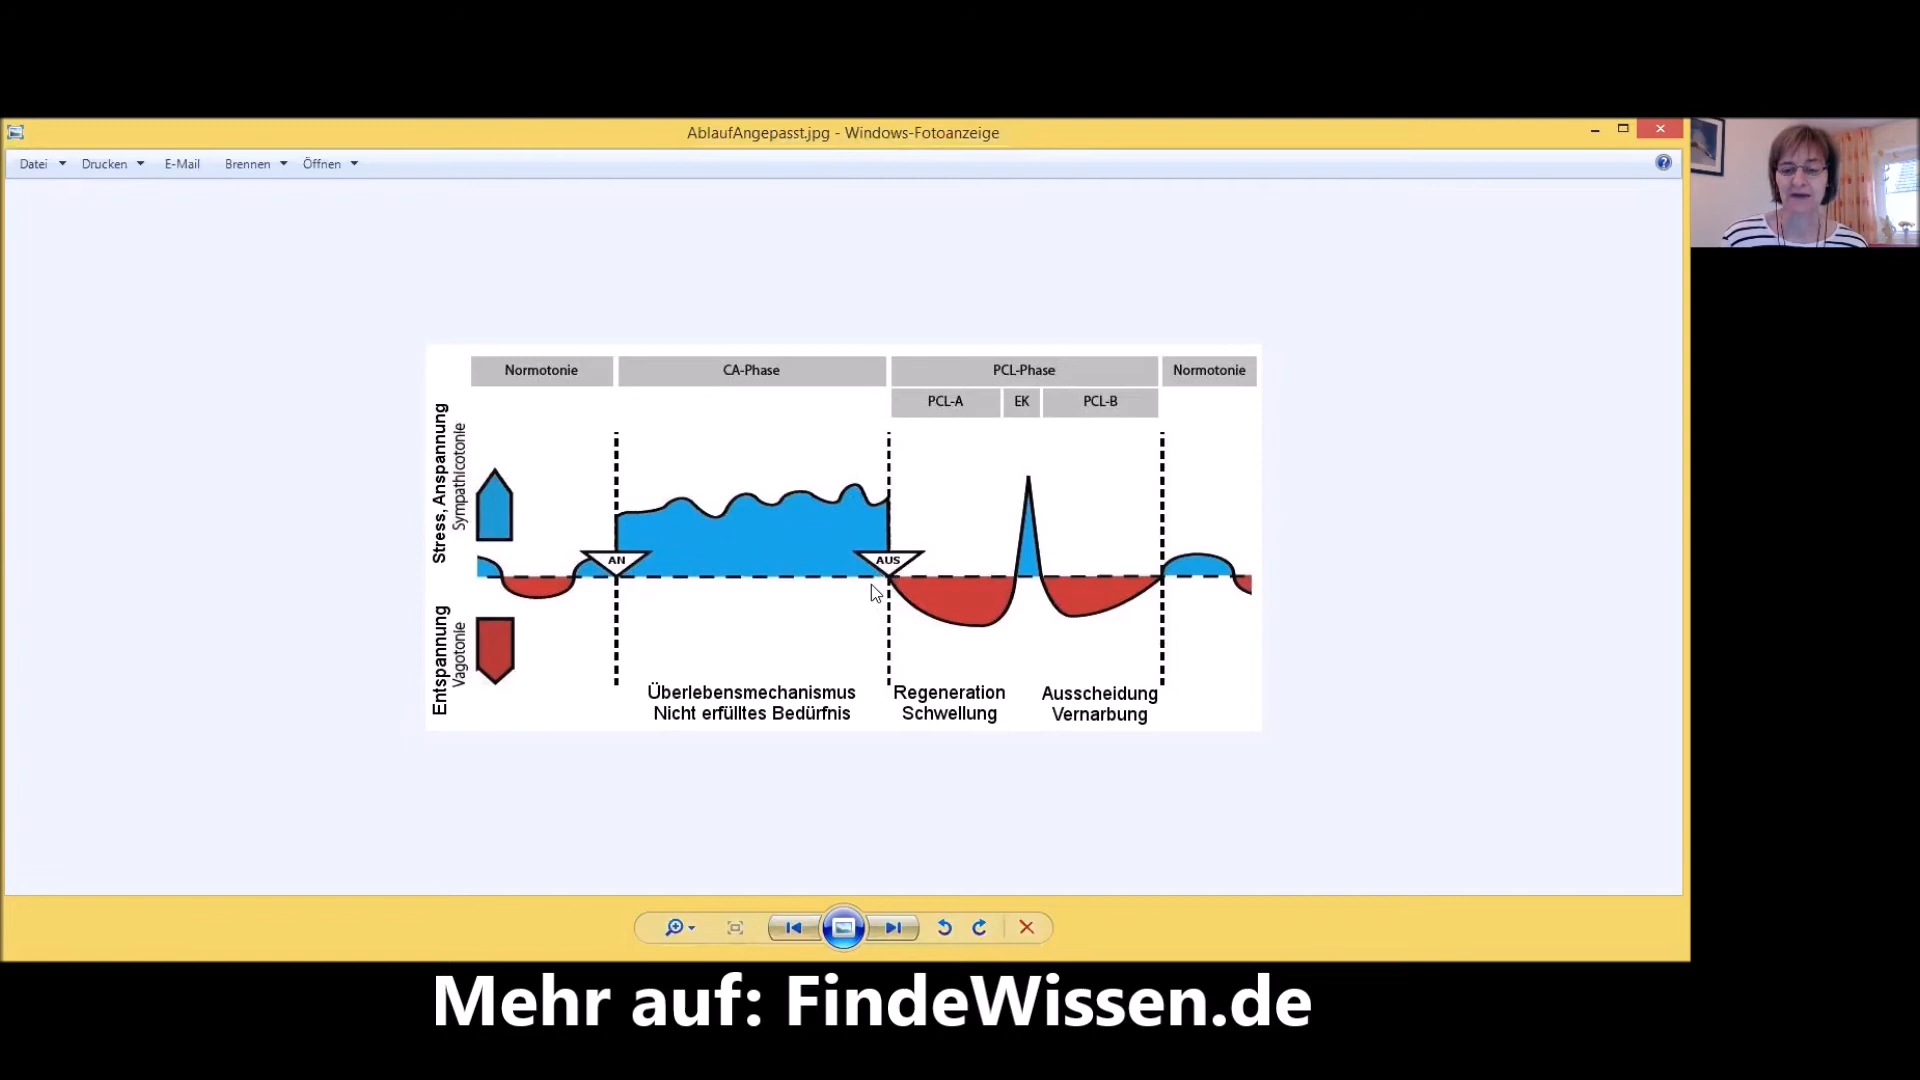 AblaufAngepasst.jpg - Windows-Fotoanzeige
Datei Drucken E-Mail Brennen Öffnen
Normotonie CA-Phase PCL-Phase Normotonie
PCL-A EK PCL-B
Stress, Anspannung
Sympathicotonie
AN AUS
Entspannung
Vagotonie
Überlebensmechanismus
Nicht erfülltes Bedürfnis
Regeneration
Schwellung
Ausscheidung
Vernarbung
Mehr auf: FindeWissen.de